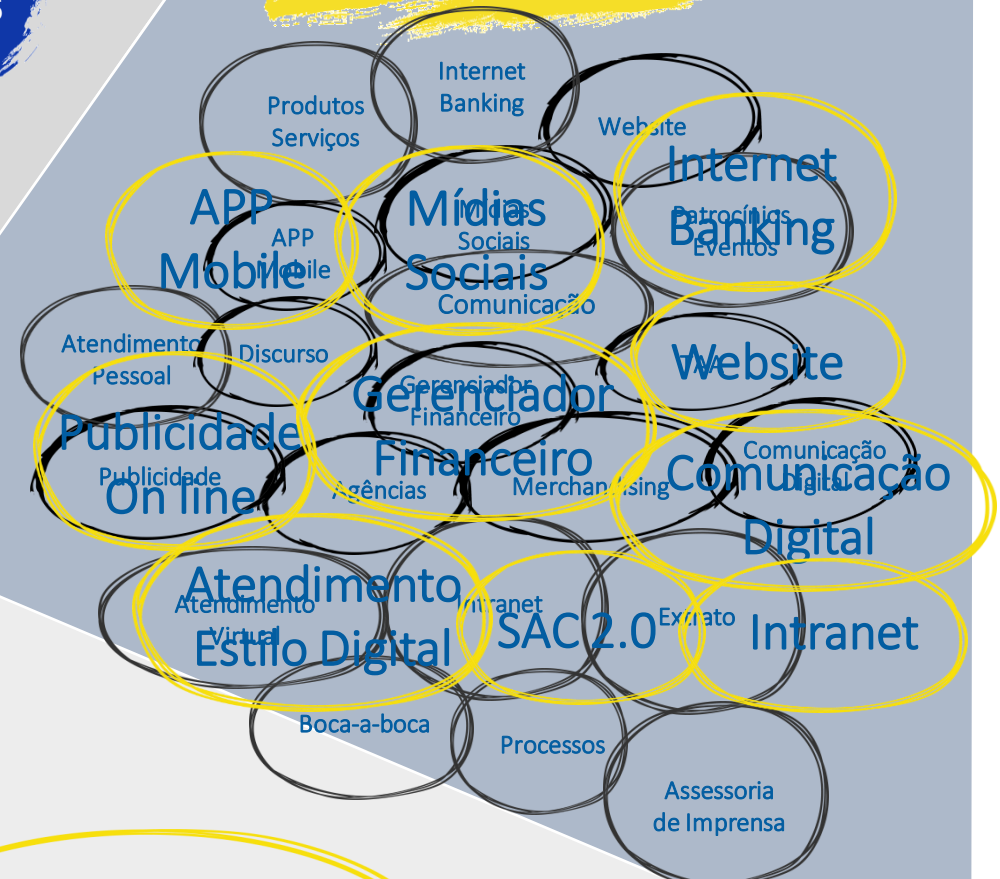 Internet
Banking
Produtos
Serviços
Website
Internet
Banking
Patrocínios
Eventos
APP
Mobile
APP
Mobile
Mídias
Sociais
Mídias
Sociais
Comunicação
Atendimento
Pessoal
Discurso
Website
Gerenciador
Financeiro
Gerenciador
Financeiro
Publicidade
On line
Publicidade
Agências
Merchandising
Comunicação
Digital
Comunicação
Digital
Atendimento
Estilo Digital
Atendimento
Virtual
Intranet
SAC 2.0
Extrato
Intranet
Boca-a-boca
Processos
Assessoria
de Imprensa